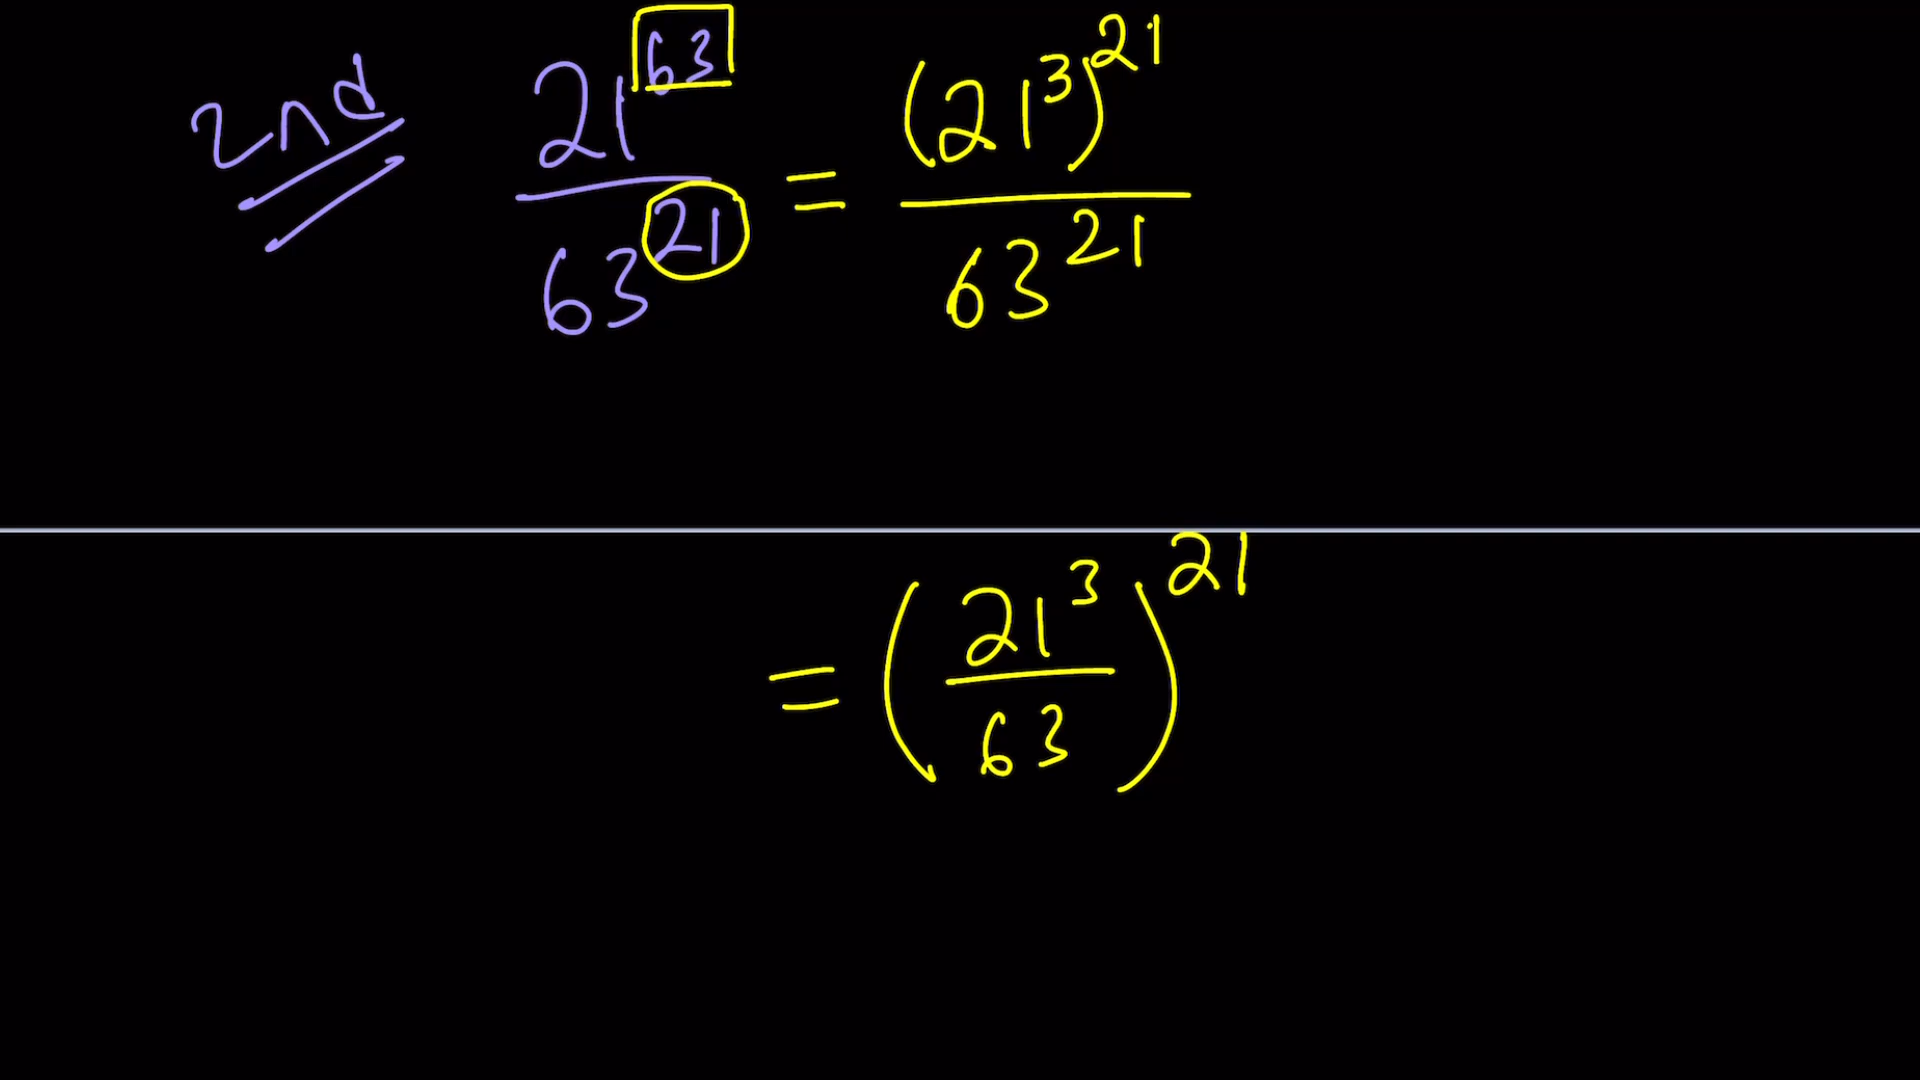 2nd 21^63 / 63^21 = (21^3)^21 / 63^21
= (21^3 / 63)^21